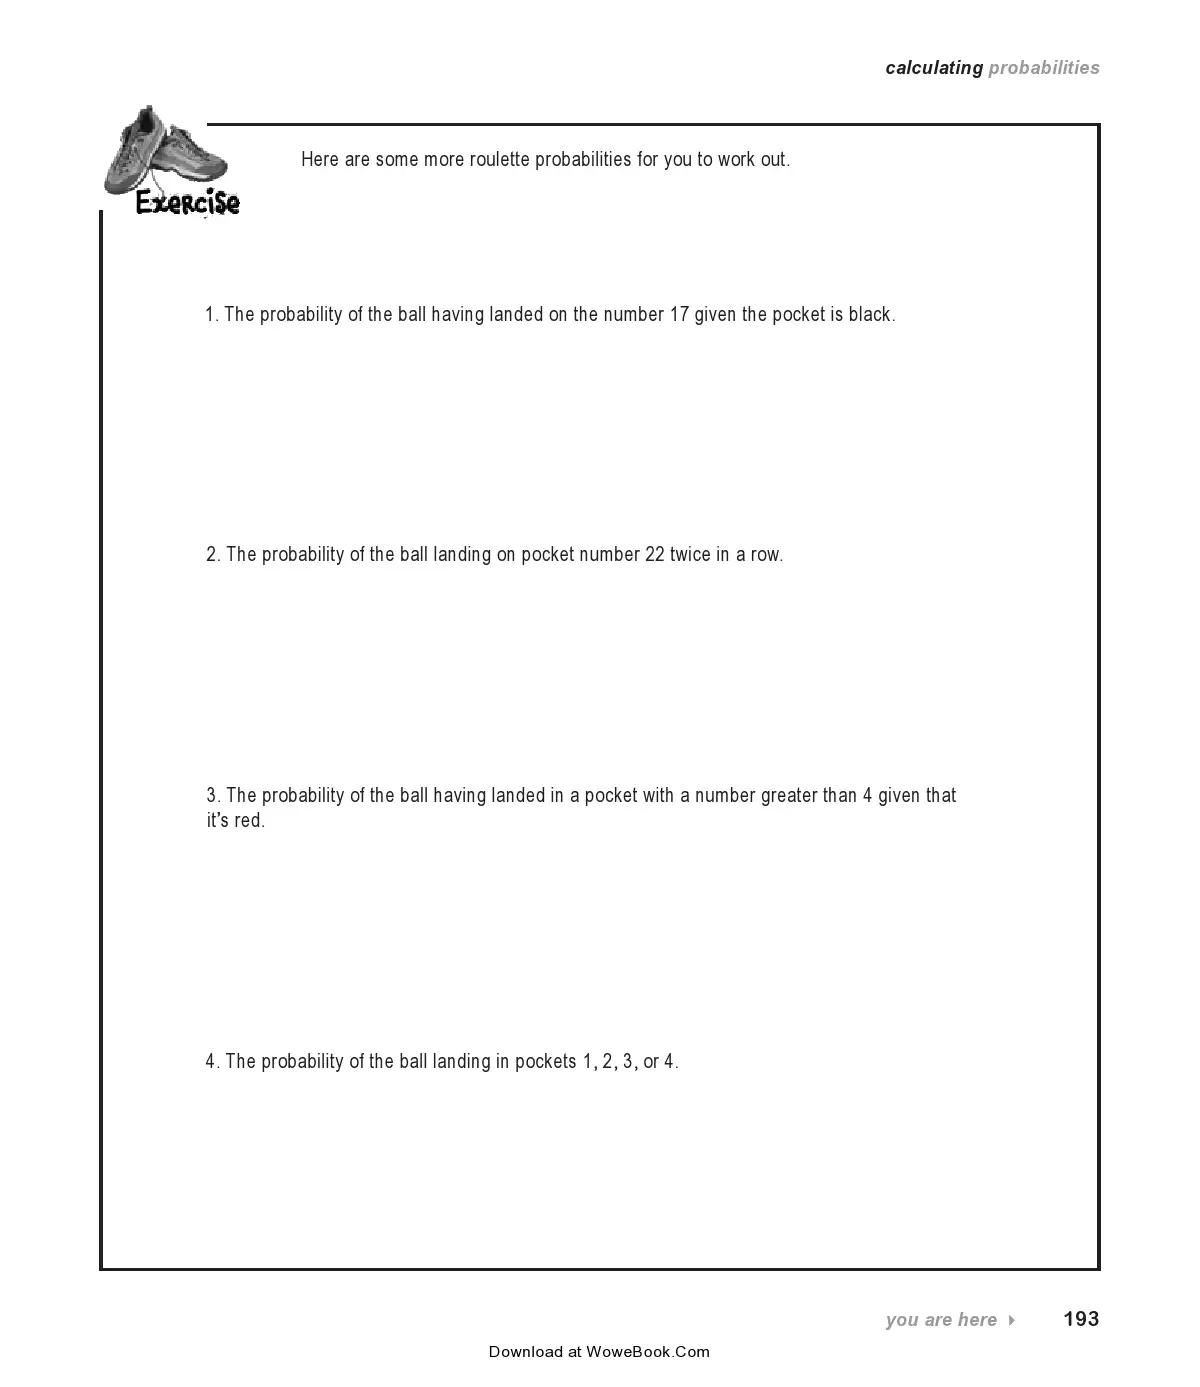 calculating probabilities
Here are some more roulette probabilities for you to work out.
Exercise
1. The probability of the ball having landed on the number 17 given the pocket is black.
2. The probability of the ball landing on pocket number 22 twice in a row.
3. The probability of the ball having landed in a pocket with a number greater than 4 given that
it’s red.
4. The probability of the ball landing in pockets 1, 2, 3, or 4.
you are here 193
Download at WoweBook.Com